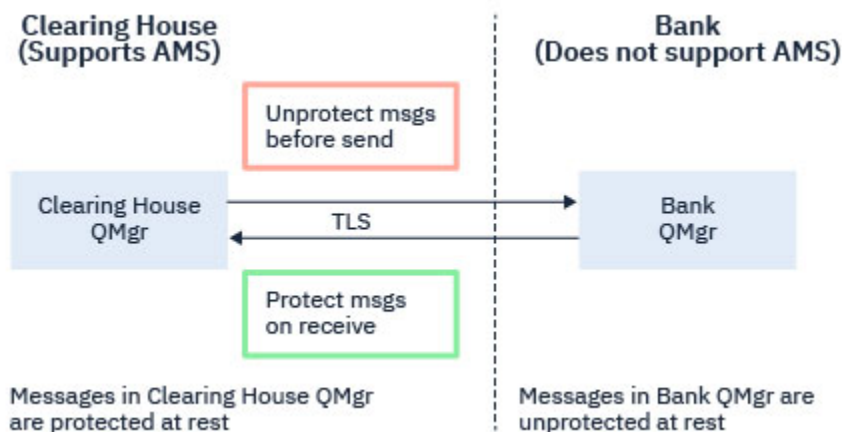 Clearing House
(Supports AMS)
Bank
(Does not support AMS)
Unprotect msgs
before send
Clearing House
QMgr
TLS
Bank
QMgr
Protect msgs
on receive
Messages in Clearing House QMgr
are protected at rest
Messages in Bank QMgr are
unprotected at rest